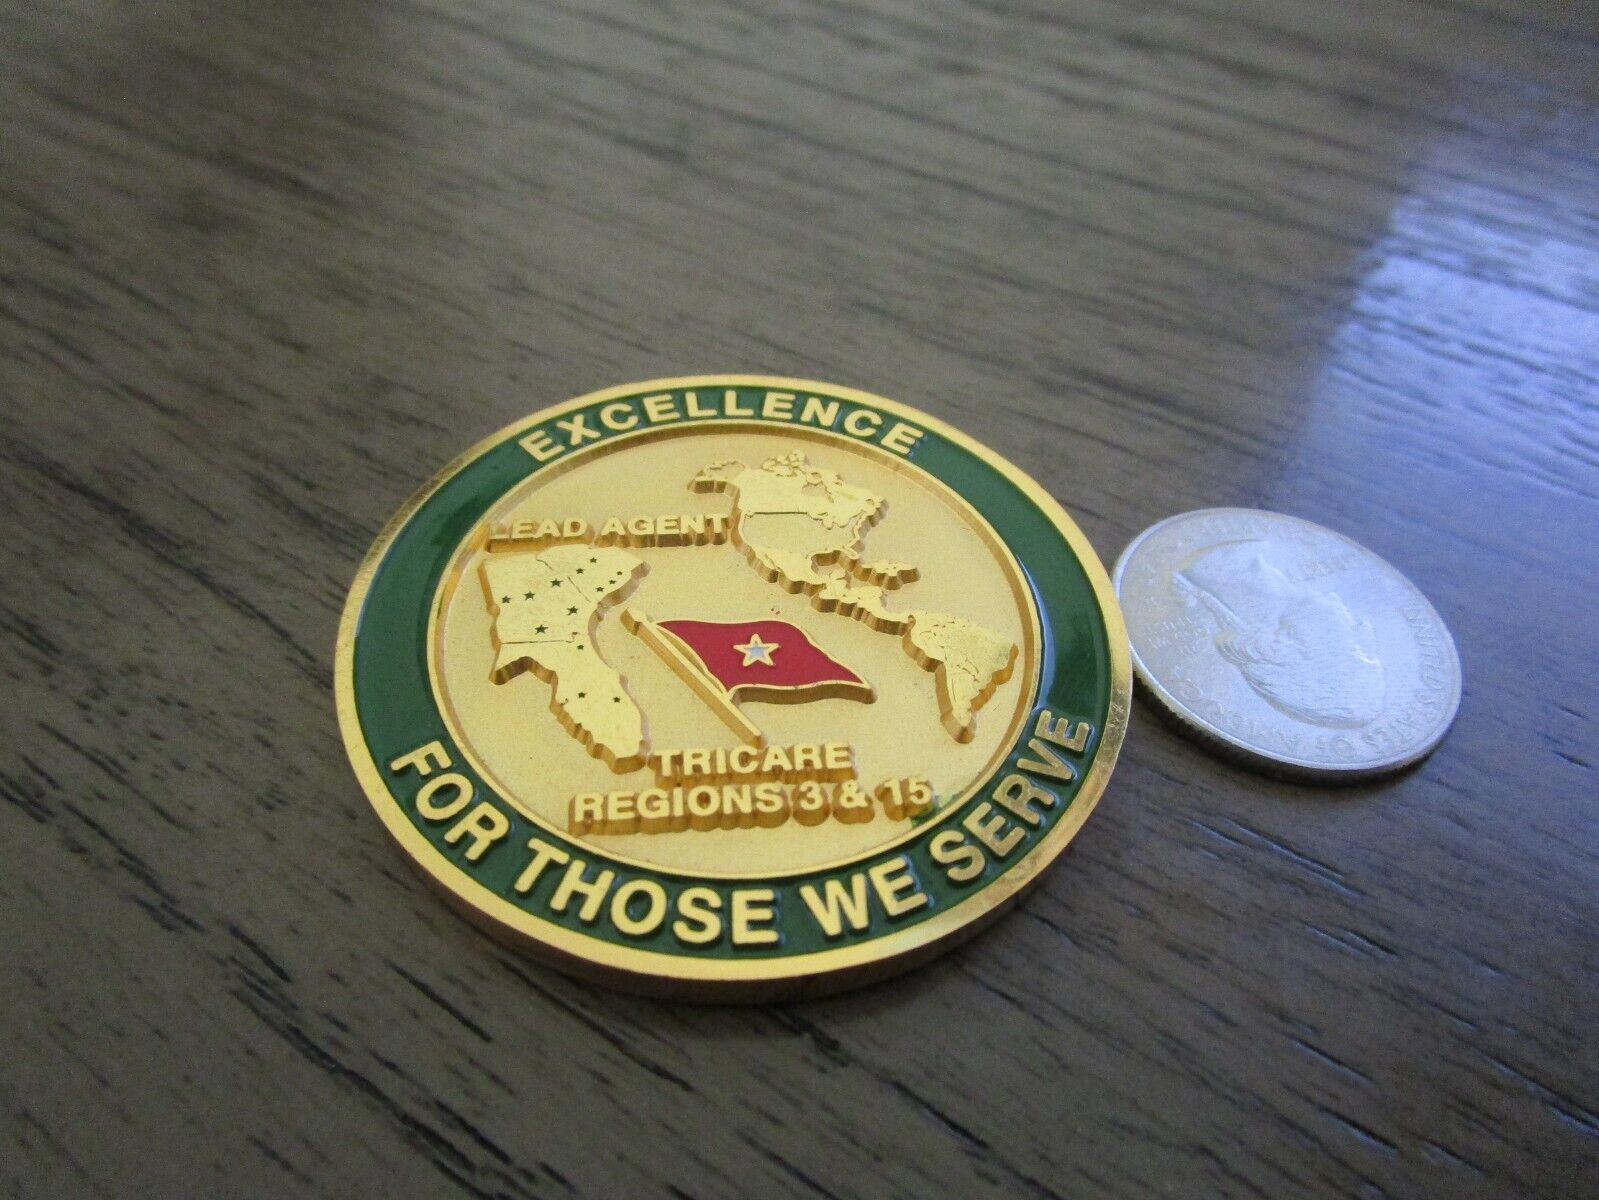 EXCELLENCE
LEAD AGENT
TRICARE
REGIONS 3 & 15
FOR THOSE WE SERVE